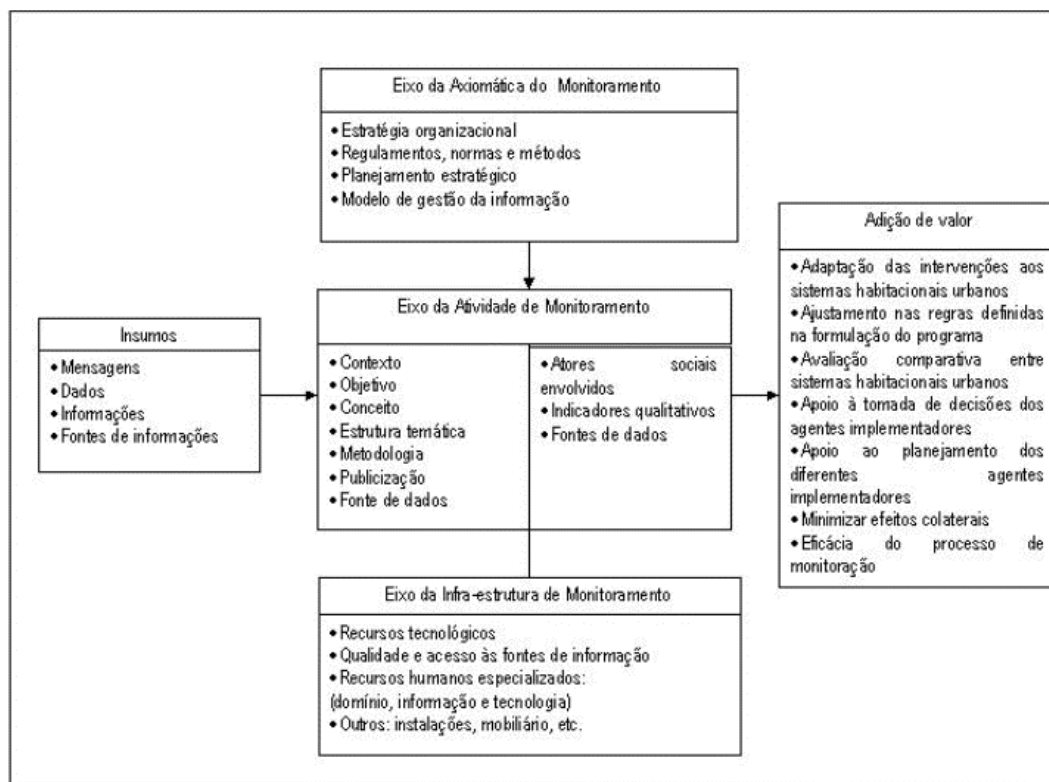 Eixo da Axiomática do Monitoramento
• Estratégia organizacional
• Regulamentos, normas e métodos
• Planejamento estratégico
• Modelo de gestão da informação
Insumos
• Mensagens
• Dados
• Informações
• Fontes de informações
Eixo da Atividade de Monitoramento
• Contexto
• Objetivo
• Conceito
• Estrutura temática
• Metodologia
• Publicização
• Fonte de dados
• Atores sociais
envolvidos
• Indicadores qualitativos
• Fontes de dados
Adição de valor
• Adaptação das intervenções aos
sistemas habitacionais urbanos
• Ajustamento nas regras definidas
na formulação do programa
• Avaliação comparativa entre
sistemas habitacionais urbanos
• Apoio à tomada de decisões dos
agentes implementadores
• Apoio ao planejamento dos
diferentes agentes
implementadores
• Minimizar efeitos colaterais
• Eficácia do processo de
monitoração
Eixo da Infra-estrutura de Monitoramento
• Recursos tecnológicos
• Qualidade e acesso às fontes de informação
• Recursos humanos especializados:
(domínio, informação e tecnologia)
• Outros: instalações, mobiliário, etc.